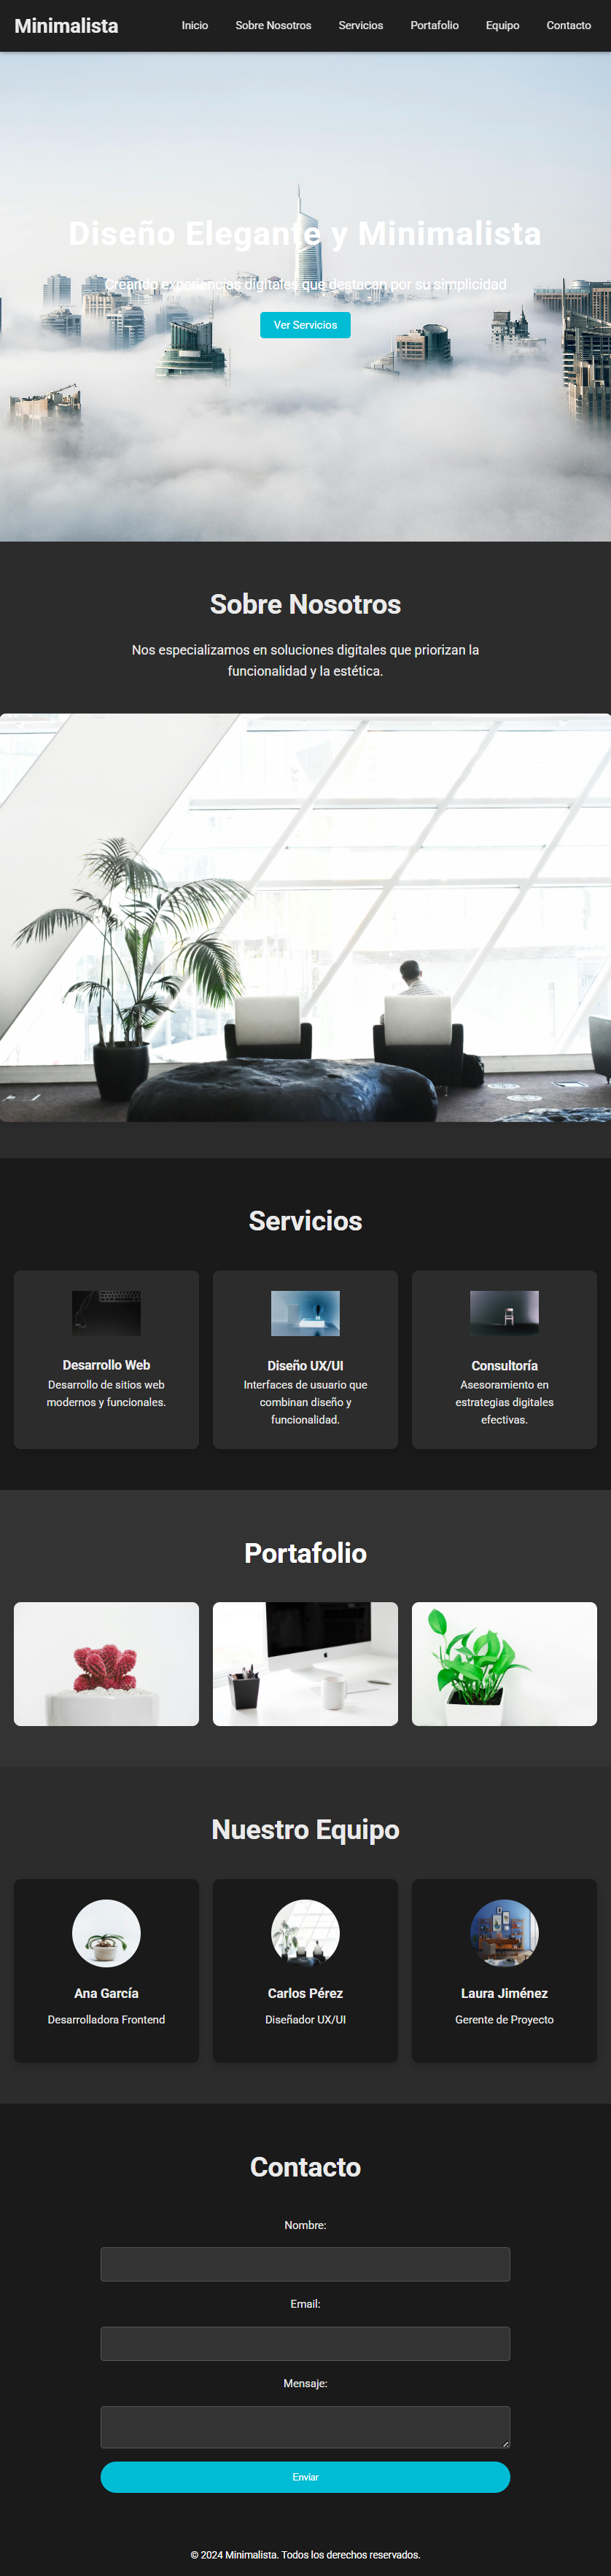 Minimalista
Inicio
Sobre Nosotros
Servicios
Portafolio
Equipo
Contacto
Diseño Elegante y Minimalista
Creando experiencias digitales que destacan por su simplicidad
Ver Servicios
Sobre Nosotros
Nos especializamos en soluciones digitales que priorizan la
funcionalidad y la estética.
Servicios
Desarrollo Web
Desarrollo de sitios web
modernos y funcionales.
Diseño UX/UI
Interfaces de usuario que
combinan diseño y
funcionalidad.
Consultoría
Asesoramiento en
estrategias digitales
efectivas.
Portafolio
Nuestro Equipo
Ana García
Desarrolladora Frontend
Carlos Pérez
Diseñador UX/UI
Laura Jiménez
Gerente de Proyecto
Contacto
Nombre:
Email:
Mensaje:
Enviar
© 2024 Minimalista. Todos los derechos reservados.